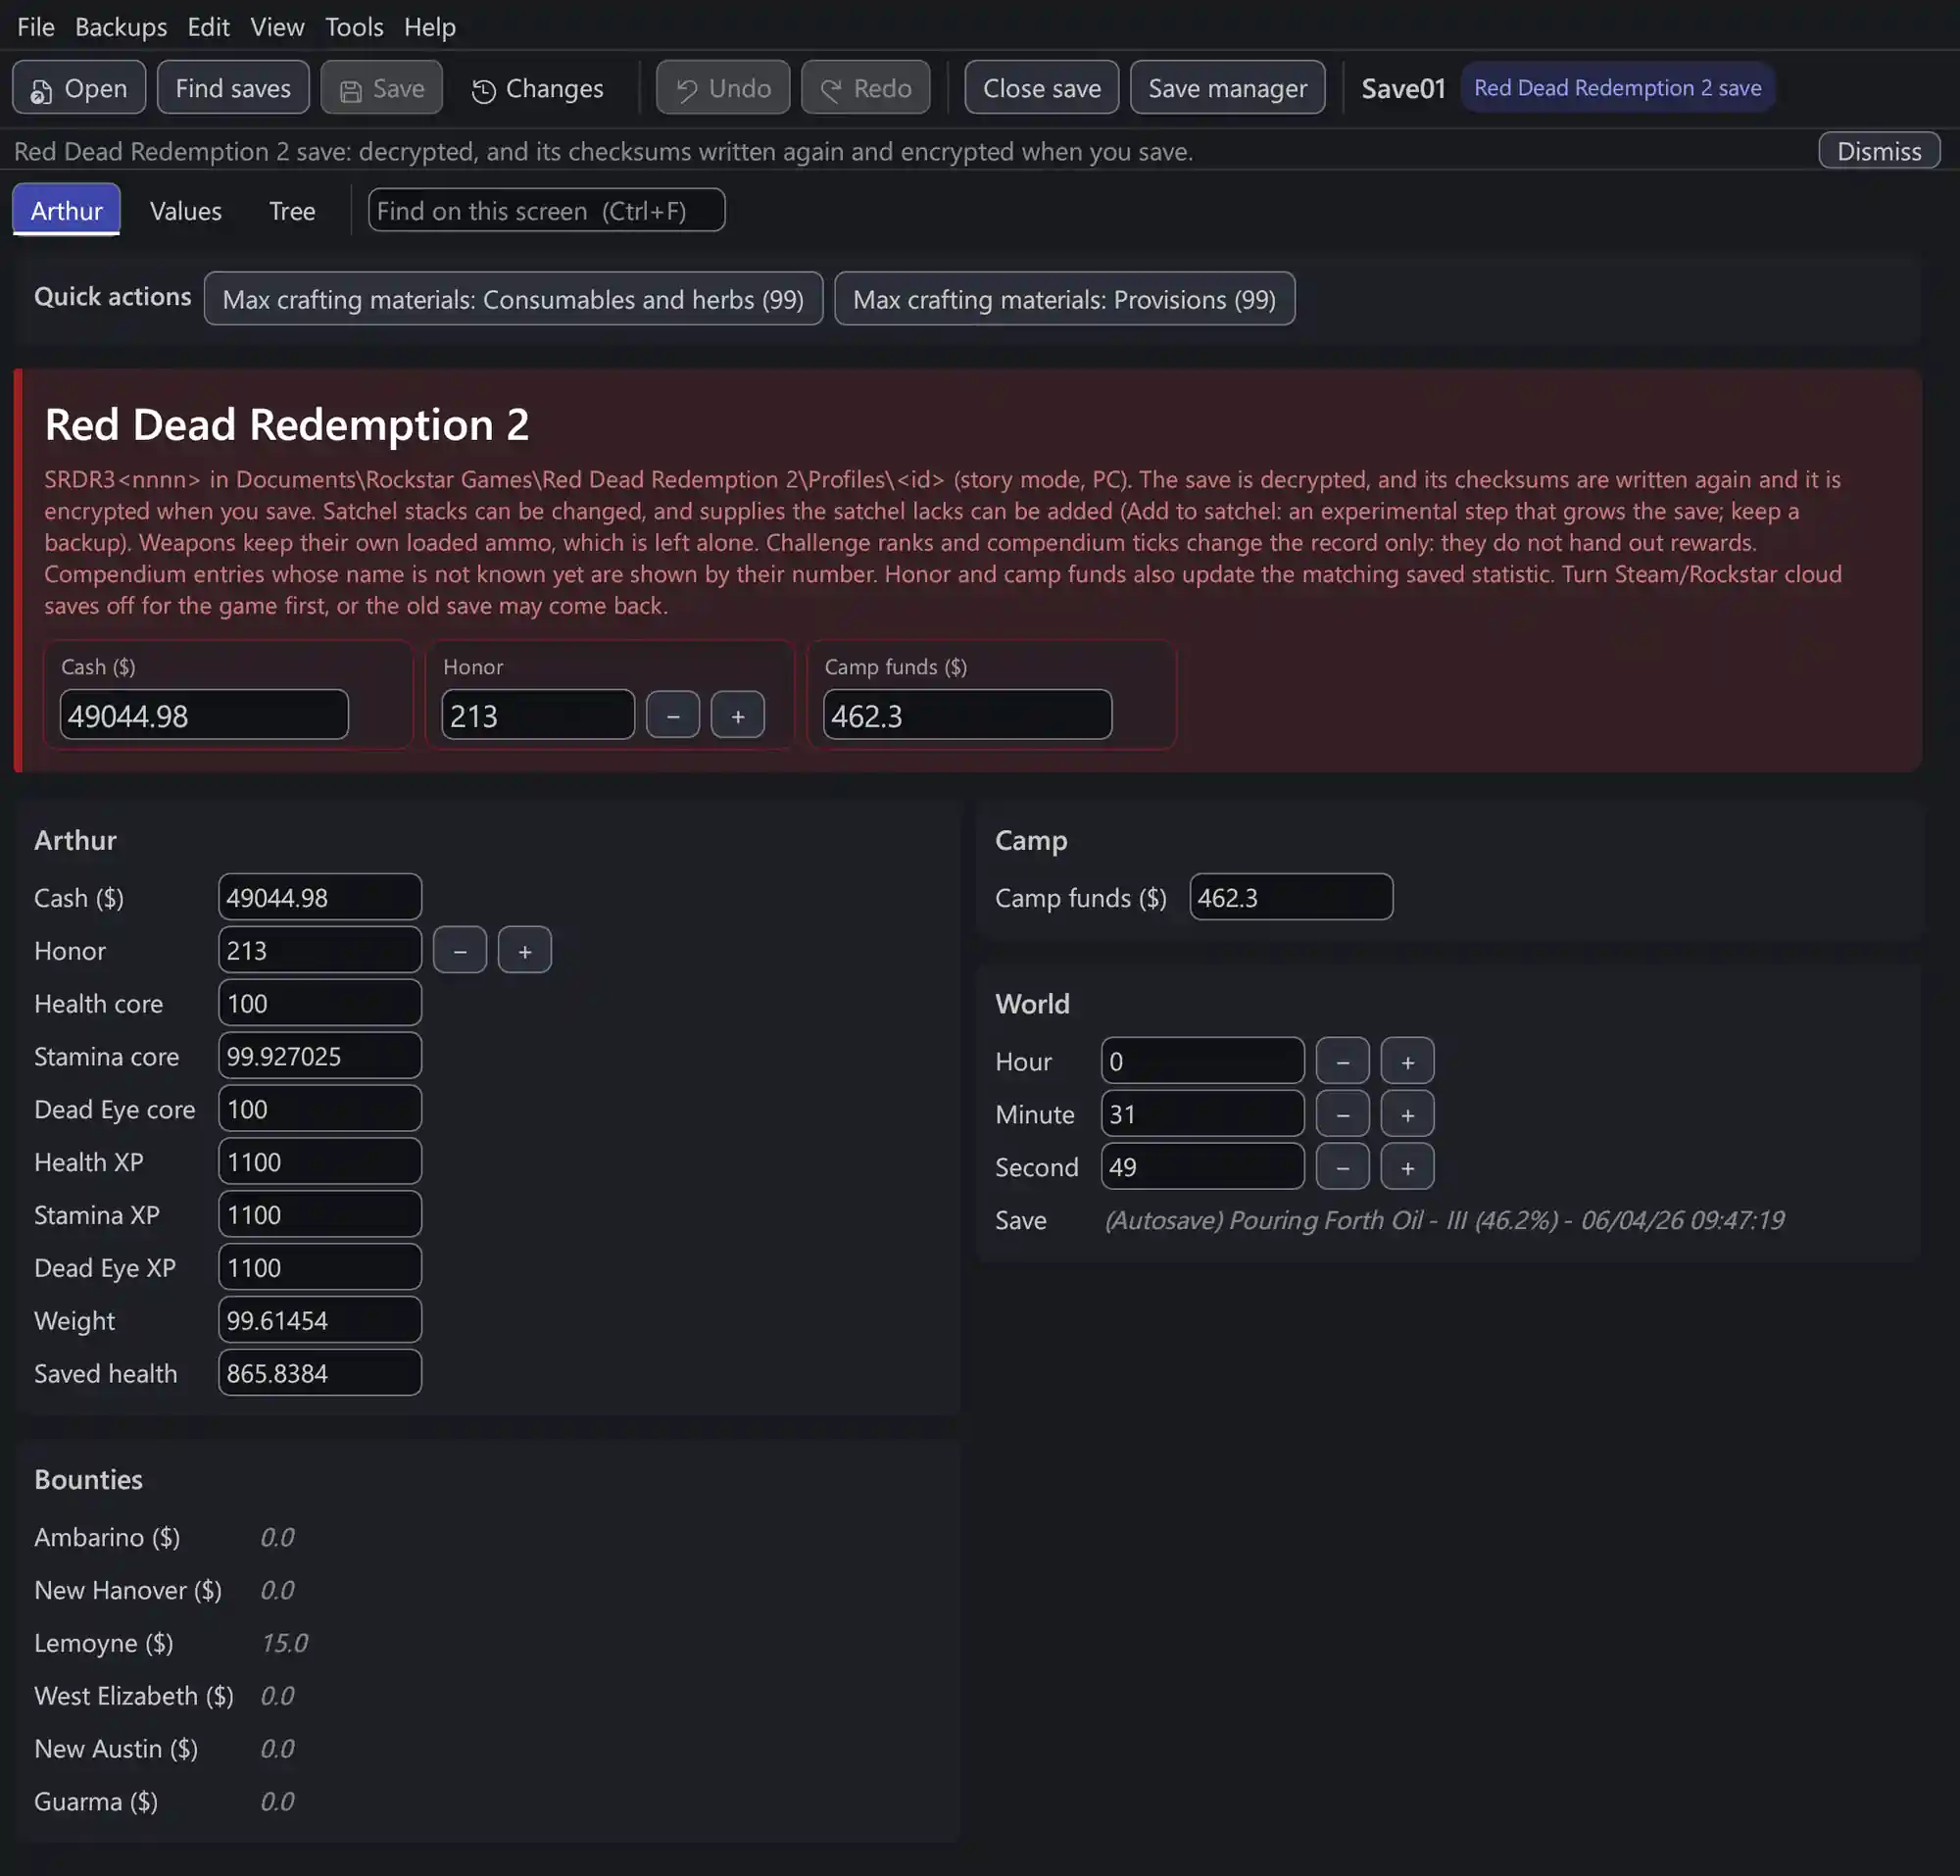 File Backups Edit View Tools Help
Open Find saves Save Changes Undo Redo Close save Save manager Save01 Red Dead Redemption 2 save
Red Dead Redemption 2 save: decrypted, and its checksums written again and encrypted when you save. Dismiss
Arthur Values Tree Find on this screen (Ctrl+F)
Quick actions Max crafting materials: Consumables and herbs (99) Max crafting materials: Provisions (99)
Red Dead Redemption 2
SRDR3<nnnn> in Documents\Rockstar Games\Red Dead Redemption 2\Profiles\<id> (story mode, PC). The save is decrypted, and its checksums are written again and it is
encrypted when you save. Satchel stacks can be changed, and supplies the satchel lacks can be added (Add to satchel: an experimental step that grows the save; keep a
backup). Weapons keep their own loaded ammo, which is left alone. Challenge ranks and compendium ticks change the record only: they do not hand out rewards.
Compendium entries whose name is not known yet are shown by their number. Honor and camp funds also update the matching saved statistic. Turn Steam/Rockstar cloud
saves off for the game first, or the old save may come back.
Cash ($) Honor Camp funds ($)
49044.98 213 − + 462.3
Arthur
Cash ($) 49044.98
Honor 213 − +
Health core 100
Stamina core 99.927025
Dead Eye core 100
Health XP 1100
Stamina XP 1100
Dead Eye XP 1100
Weight 99.61454
Saved health 865.8384
Camp
Camp funds ($) 462.3
World
Hour 0 − +
Minute 31 − +
Second 49 − +
Save (Autosave) Pouring Forth Oil - III (46.2%) - 06/04/26 09:47:19
Bounties
Ambarino ($) 0.0
New Hanover ($) 0.0
Lemoyne ($) 15.0
West Elizabeth ($) 0.0
New Austin ($) 0.0
Guarma ($) 0.0